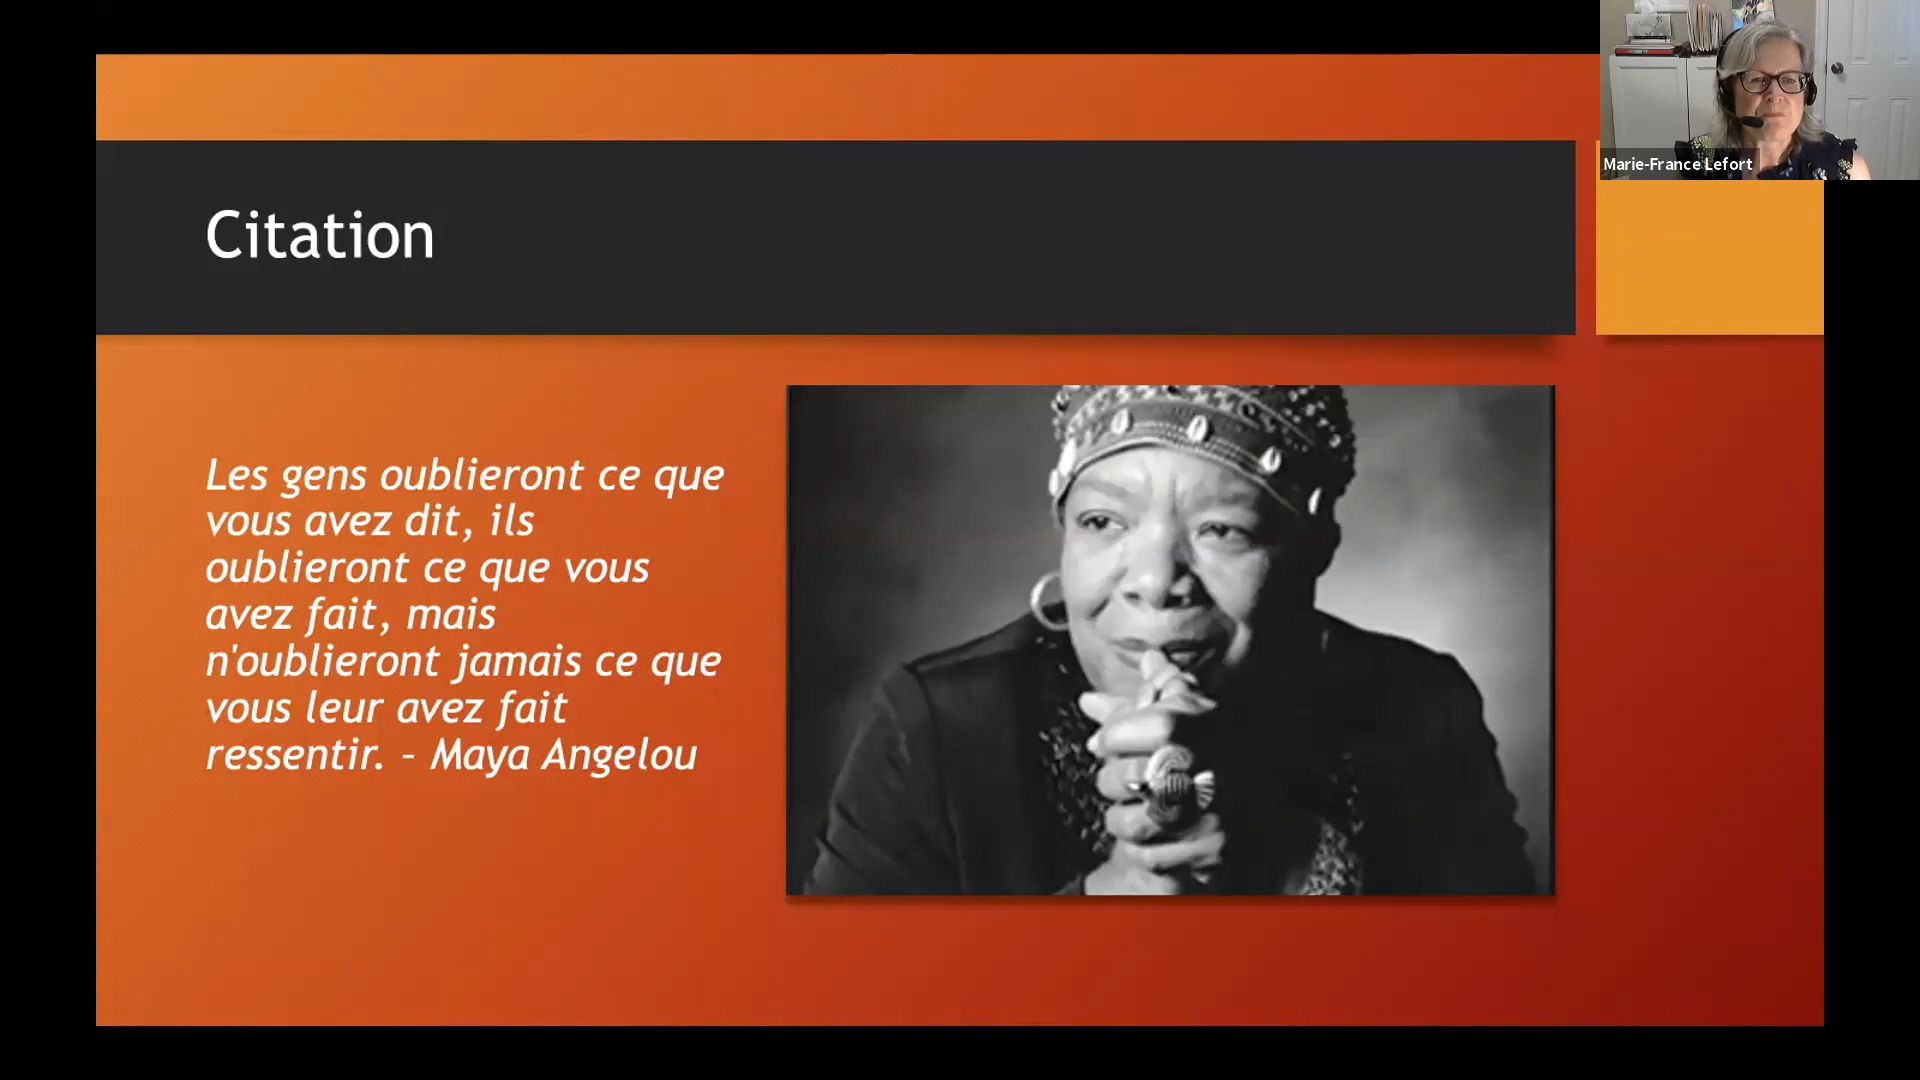 Marie-France Lefort
Citation
Les gens oublieront ce que
vous avez dit, ils
oublieront ce que vous
avez fait, mais
n'oublieront jamais ce que
vous leur avez fait
ressentir. – Maya Angelou